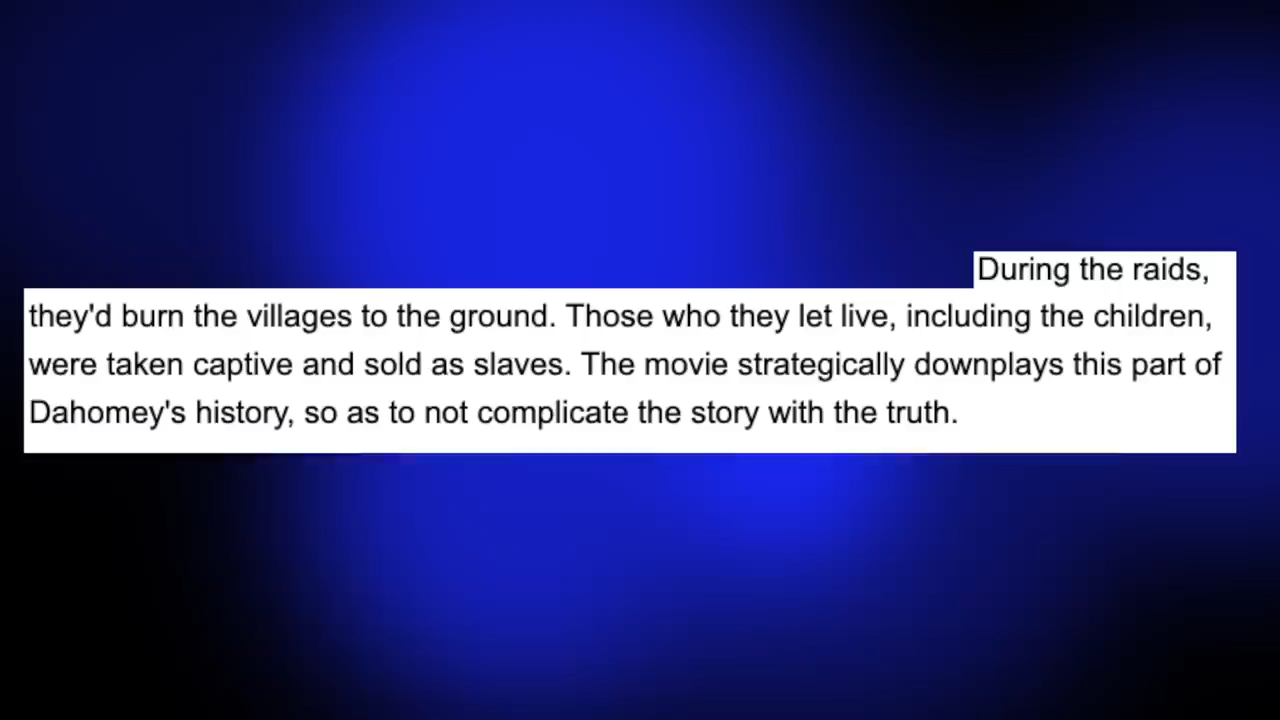 During the raids,
they'd burn the villages to the ground. Those who they let live, including the children,
were taken captive and sold as slaves. The movie strategically downplays this part of
Dahomey's history, so as to not complicate the story with the truth.